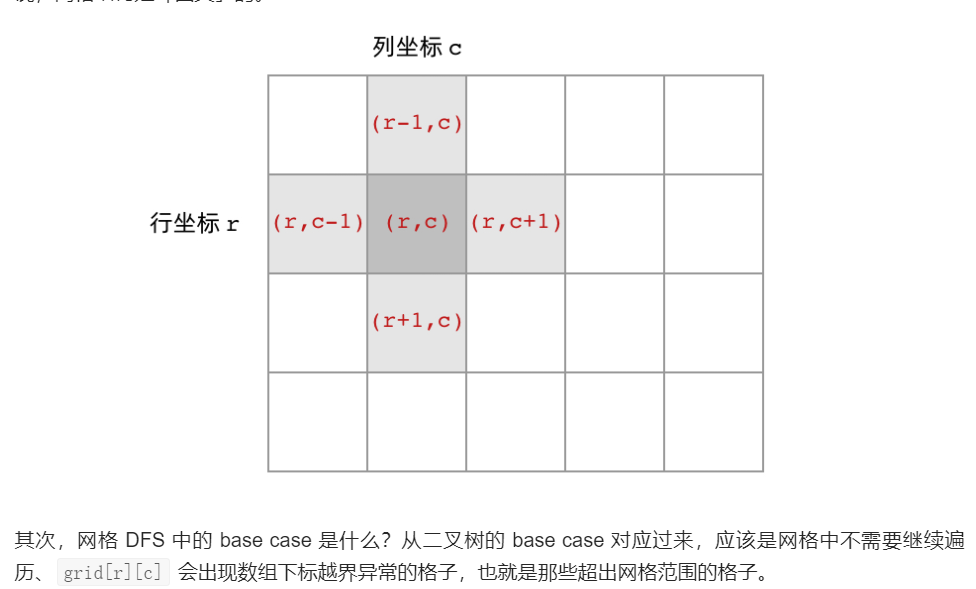 列坐标 c
(r-1,c)
行坐标 r (r,c-1) (r,c) (r,c+1)
(r+1,c)
其次，网格 DFS 中的 base case 是什么？从二叉树的 base case 对应过来，应该是网格中不需要继续遍
历、 grid[r][c] 会出现数组下标越界异常的格子，也就是那些超出网格范围的格子。